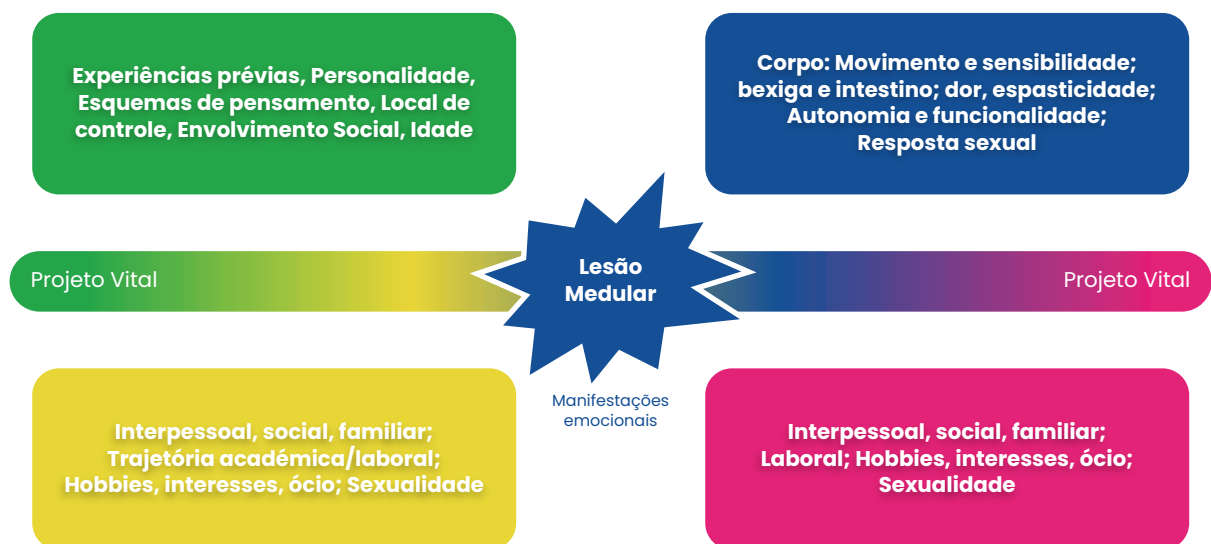 Experiências prévias, Personalidade,
Esquemas de pensamento, Local de
controle, Envolvimento Social, Idade
Corpo: Movimento e sensibilidade;
bexiga e intestino; dor, espasticidade;
Autonomia e funcionalidade;
Resposta sexual
Projeto Vital
Lesão
Medular
Projeto Vital
Manifestações
emocionais
Interpessoal, social, familiar;
Trajetória académica/laboral;
Hobbies, interesses, ócio; Sexualidade
Interpessoal, social, familiar;
Laboral; Hobbies, interesses, ócio;
Sexualidade